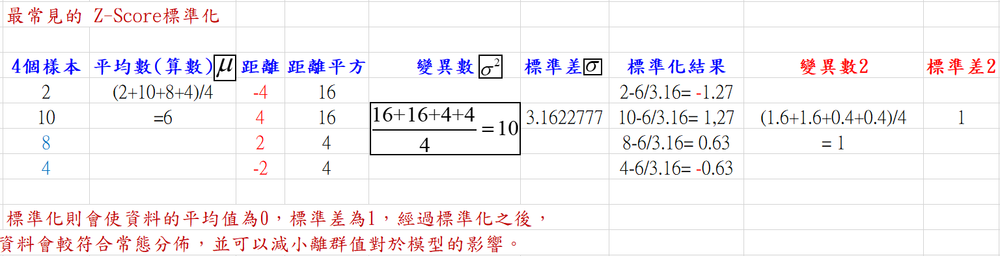 最常見的 Z-Score標準化
4個樣本 平均數(算數) μ 距離 距離平方 變異數 σ² 標準差 σ 標準化結果 變異數2 標準差2
2 (2+10+8+4)/4 -4 16 2-6/3.16= -1.27
10 =6 4 16 16+16+4+4/4 =10 3.1622777 10-6/3.16= 1,27 (1.6+1.6+0.4+0.4)/4 1
8 2 4 8-6/3.16= 0.63 = 1
4 -2 4 4-6/3.16= -0.63
標準化則會使資料的平均值為0，標準差為1，經過標準化之後，
資料會較符合常態分佈，並可以減小離群值對於模型的影響。